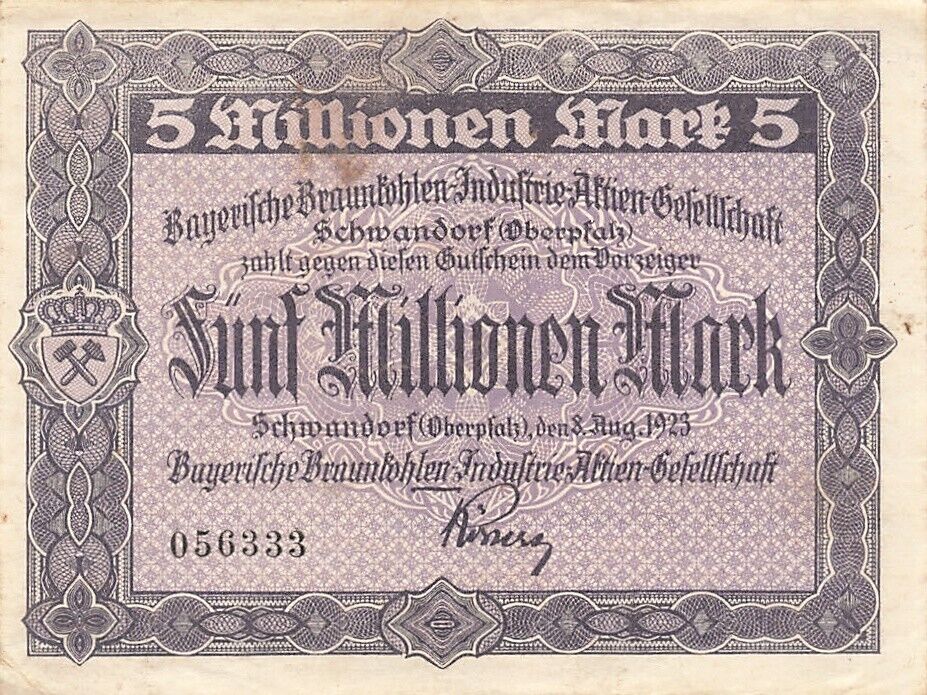 5 Millionen Mark 5
Bayerische Braunkohlen-Industrie-Aktien-Gesellschaft
Schwandorf (Oberpfalz)
zahlt gegen diesen Gutschein dem Vorzeiger
Fünf Millionen Mark
Schwandorf (Oberpfalz), den 8. Aug. 1923
Bayerische Braunkohlen-Industrie-Aktien-Gesellschaft
056333